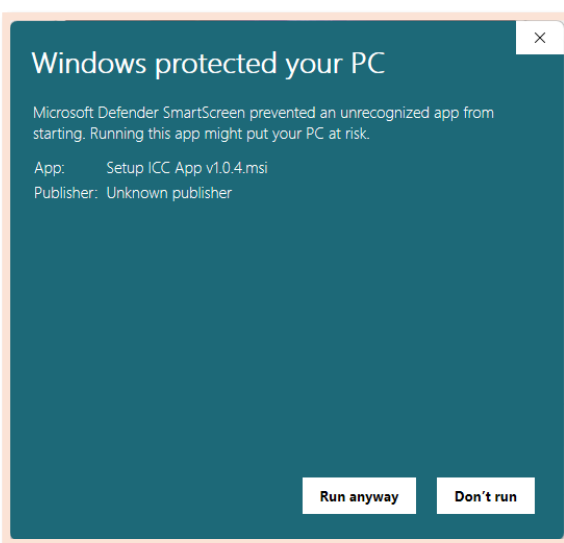 Windows protected your PC
Microsoft Defender SmartScreen prevented an unrecognized app from
starting. Running this app might put your PC at risk.
App: Setup ICC App v1.0.4.msi
Publisher: Unknown publisher
Run anyway Don’t run